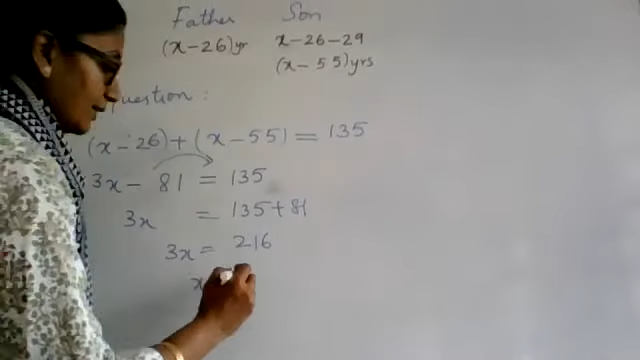 Father Son
(x-26)yr x-26-29
(x-55)yrs
uestion :
(x-26)+(x-55)=135
3x-81=135
3x =135+81
3x=216
x